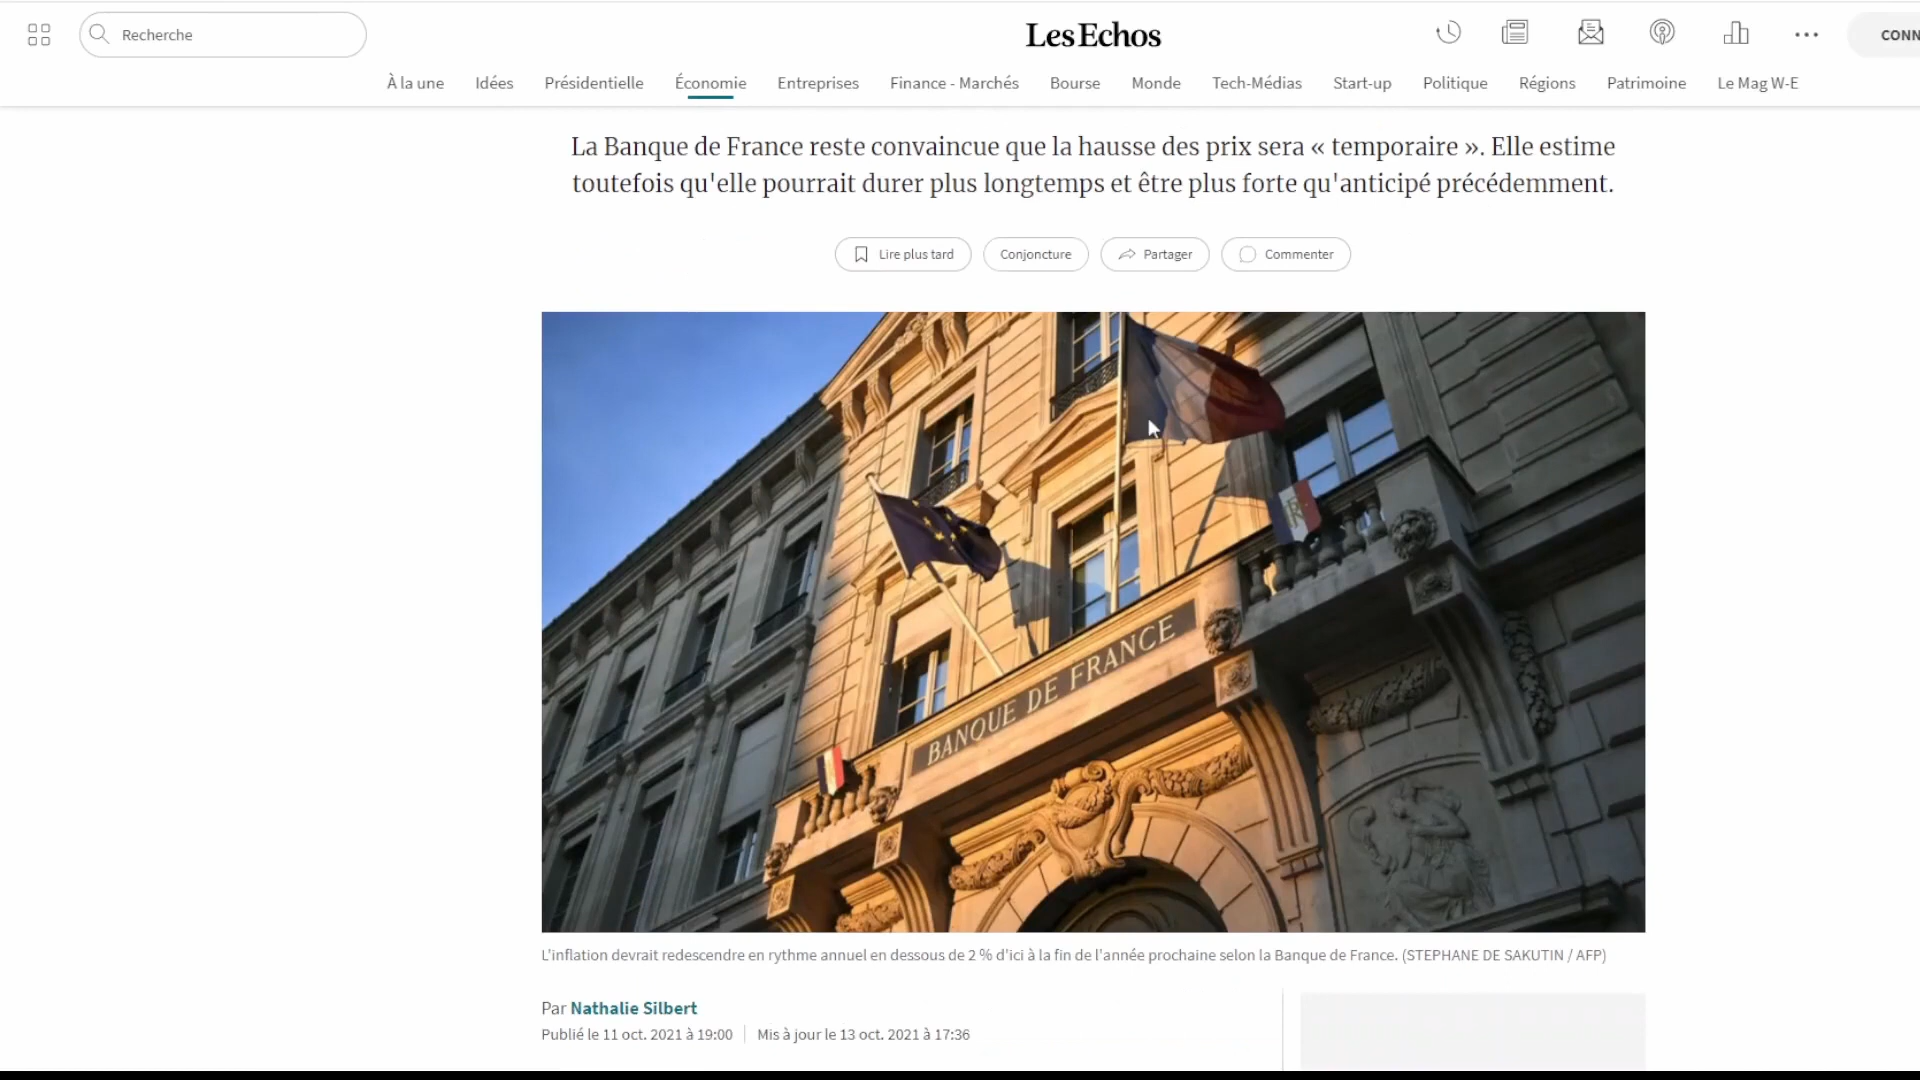 Recherche
Les Echos
CONN
À la une Idées Présidentielle Économie Entreprises Finance - Marchés Bourse Monde Tech-Médias Start-up Politique Régions Patrimoine Le Mag W-E
La Banque de France reste convaincue que la hausse des prix sera « temporaire ». Elle estime
toutefois qu'elle pourrait durer plus longtemps et être plus forte qu'anticipé précédemment.
Lire plus tard Conjoncture Partager Commenter
BANQUE DE FRANCE
L'inflation devrait redescendre en rythme annuel en dessous de 2 % d'ici à la fin de l'année prochaine selon la Banque de France. (STEPHANE DE SAKUTIN / AFP)
Par Nathalie Silbert
Publié le 11 oct. 2021 à 19:00 Mis à jour le 13 oct. 2021 à 17:36